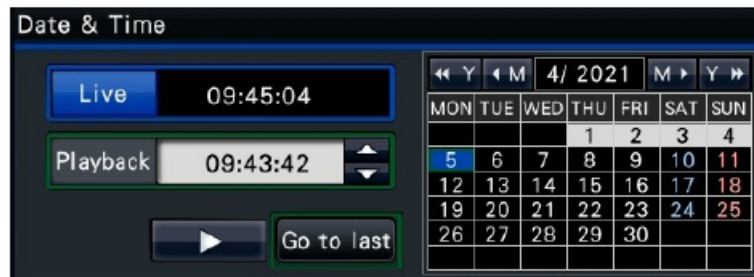 Date & Time
Live 09:45:04
Playback 09:43:42
Go to last
Y M 4/ 2021 M Y
MON TUE WED THU FRI SAT SUN
1 2 3 4
5 6 7 8 9 10 11
12 13 14 15 16 17 18
19 20 21 22 23 24 25
26 27 28 29 30